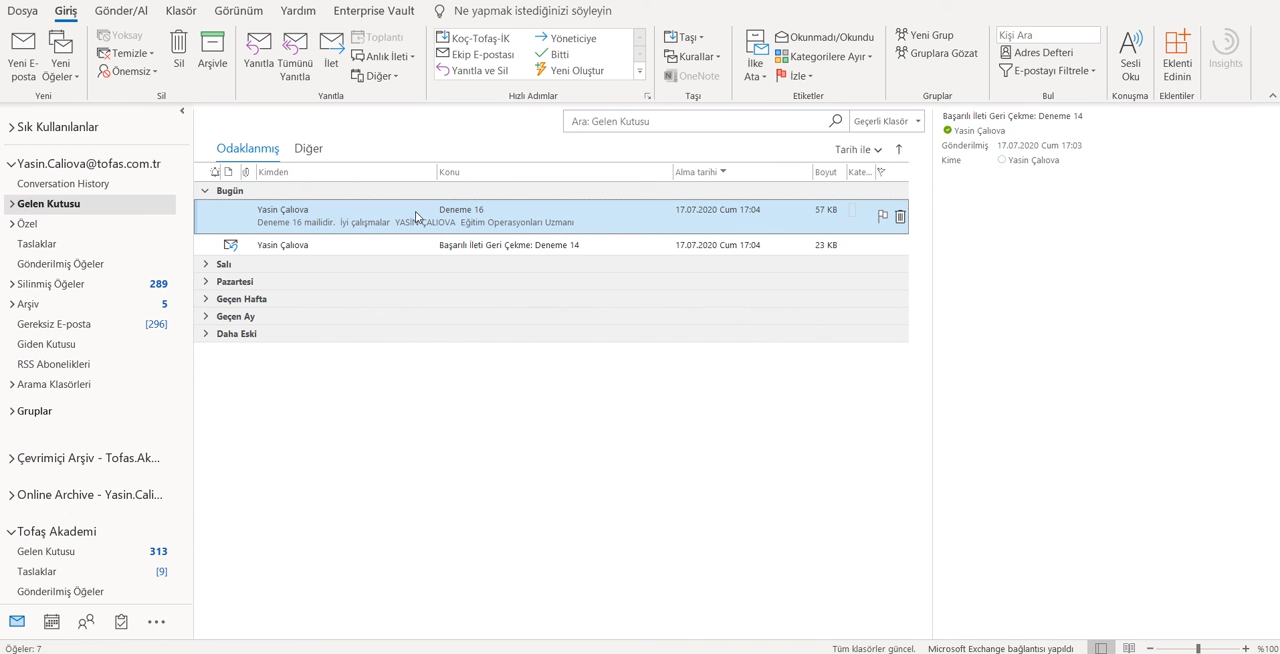 Dosya Giriş Gönder/Al Klasör Görünüm Yardım Enterprise Vault Ne yapmak istediğinizi söyleyin
Yeni E-posta
Yeni Öğeler
Yeni
Yoksay
Temizle
Önemsiz
Sil
Arşivle
Sil
Yanıtla
Tümünü Yanıtla
İlet
Toplantı
Anlık İleti
Diğer
Yanıtla
Koç-Tofaş-İK
Ekip E-postası
Yanıtla ve Sil
Yöneticiye
Bitti
Yeni Oluştur
Hızlı Adımlar
Taşı
Kurallar
OneNote
Taşı
İlke Ata
Okunmadı/Okundu
Kategorilere Ayır
İzle
Etiketler
Yeni Grup
Gruplara Gözat
Gruplar
Kişi Ara
Adres Defteri
E-postayı Filtrele
Bul
Sesli Oku
Konuşma
Eklenti Edinin
Eklentiler
Insights
Sık Kullanılanlar
Yasin.Caliova@tofas.com.tr
Conversation History
Gelen Kutusu
Özel
Taslaklar
Gönderilmiş Öğeler
Silinmiş Öğeler 289
Arşiv 5
Gereksiz E-posta [296]
Giden Kutusu
RSS Abonelikleri
Arama Klasörleri
Gruplar
Çevrimiçi Arşiv - Tofas.Ak...
Online Archive - Yasin.Cali...
Tofaş Akademi
Gelen Kutusu 313
Taslaklar [9]
Gönderilmiş Öğeler
Ara: Gelen Kutusu Geçerli Klasör
Odaklanmış Diğer Tarih ile
Kimden Konu Alma tarihi Boyut Kate...
Bugün
Yasin Çalıova Deneme 16 17.07.2020 Cum 17:04 57 KB
Deneme 16 mailidir. İyi çalışmalar YASİN ÇALIOVA Eğitim Operasyonları Uzmanı
Yasin Çalıova Başarılı İleti Geri Çekme: Deneme 14 17.07.2020 Cum 17:04 23 KB
Salı
Pazartesi
Geçen Hafta
Geçen Ay
Daha Eski
Başarılı İleti Geri Çekme: Deneme 14
Yasin Çalıova
Gönderilmiş 17.07.2020 Cum 17:03
Kime Yasin Çalıova
Öğeler: 7 Tüm klasörler güncel. Microsoft Exchange bağlantısı yapıldı %100